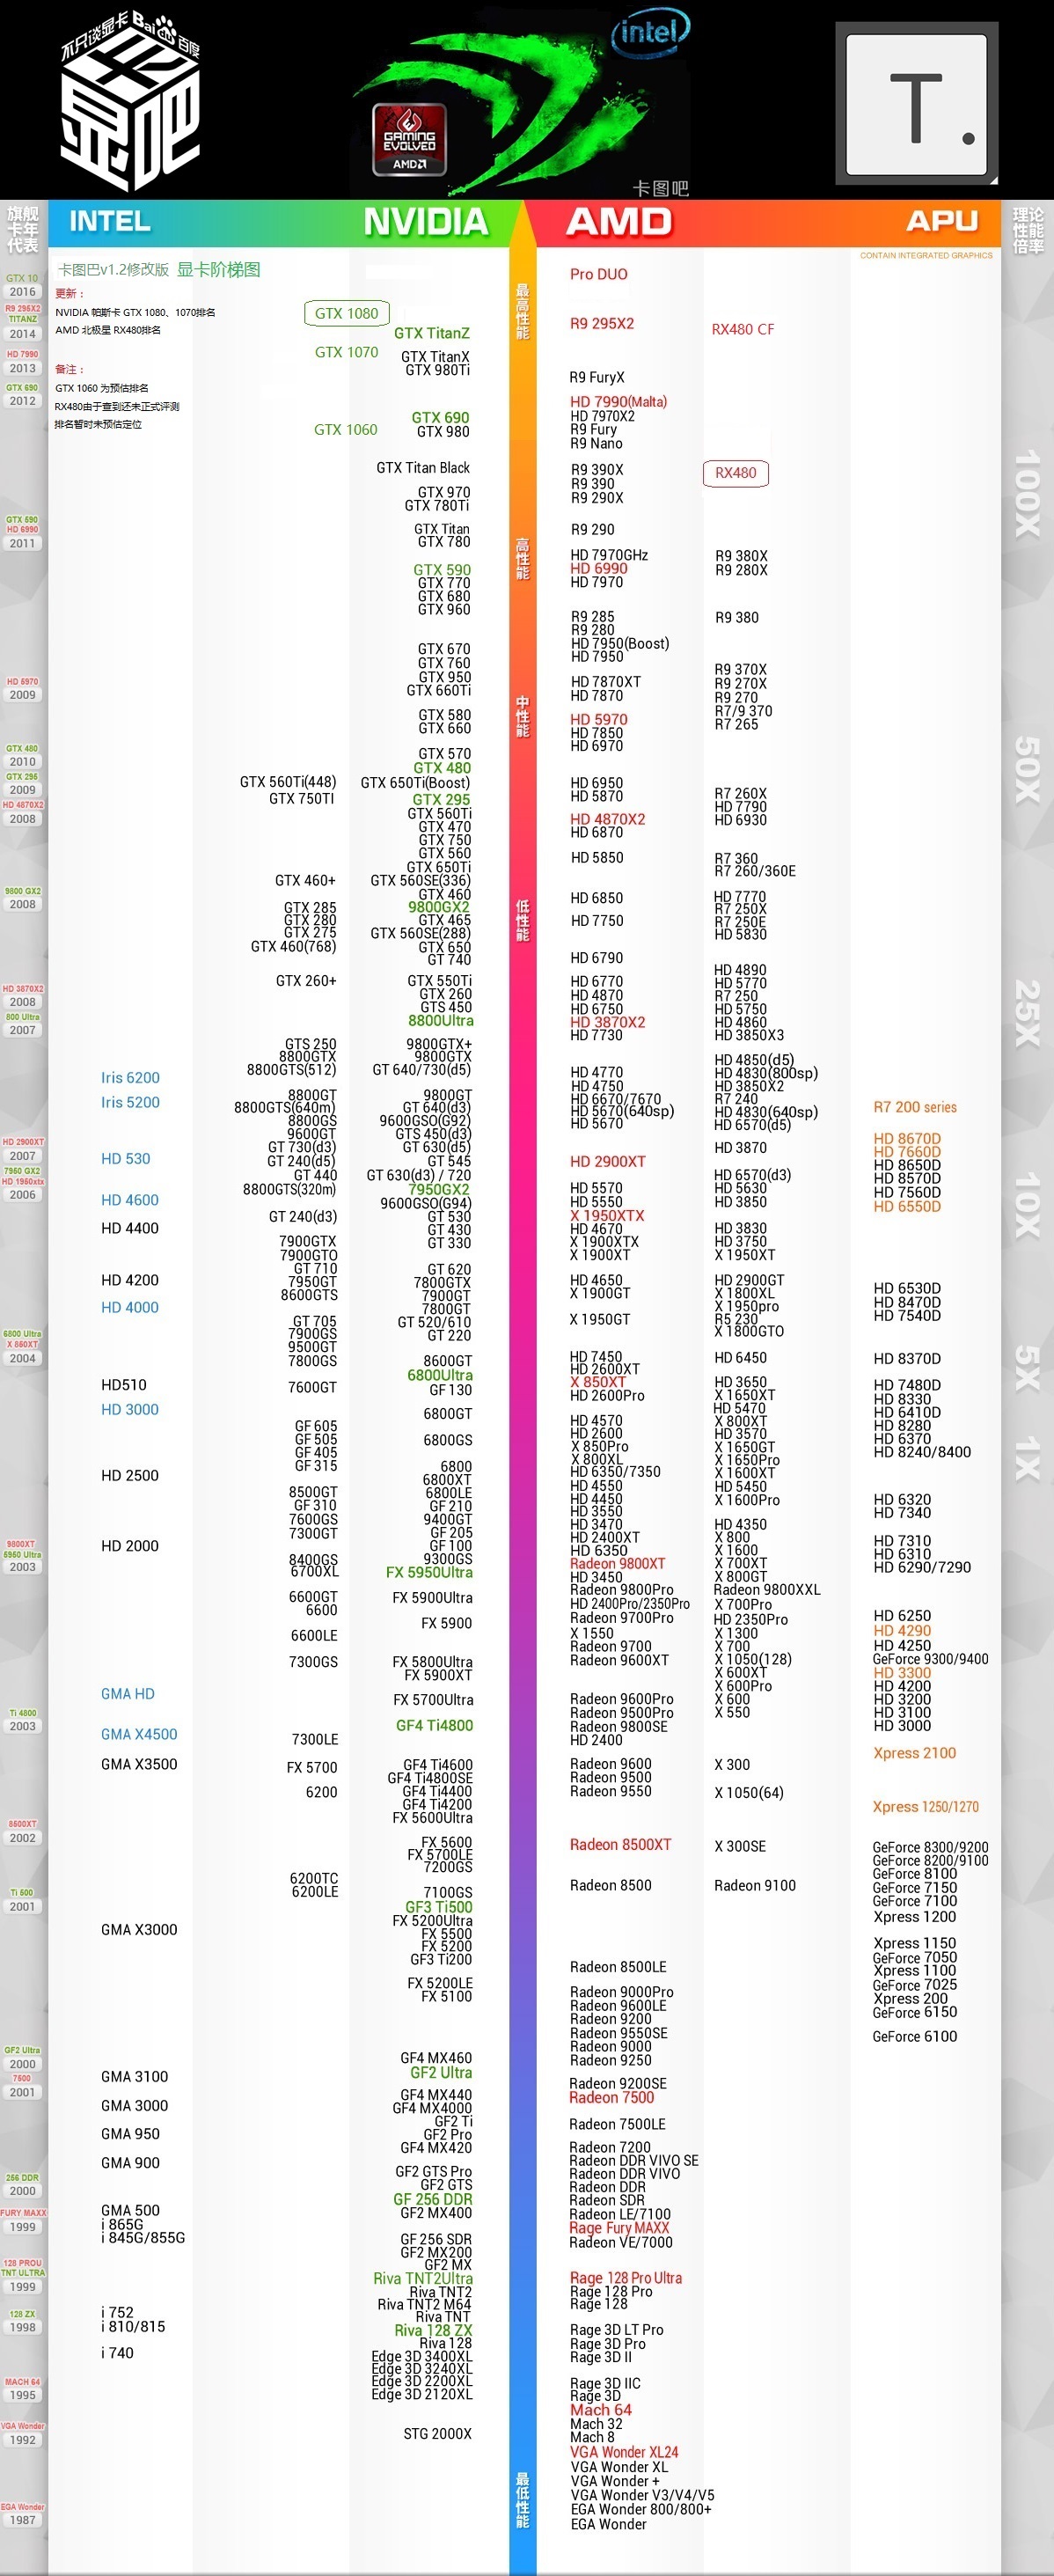 不只谈显卡 Bai du 百度
显吧
intel
GAMING
EVOLVED
AMD
卡图吧
T.
旗舰
卡年
代表
INTEL
NVIDIA
AMD
APU
理论
性能
倍率
CONTAIN INTEGRATED GRAPHICS
卡图巴v1.2修改版 显卡阶梯图
更新：
NVIDIA 帕斯卡 GTX 1080、1070排名
AMD 北极星 RX480排名
备注：
GTX 1060 为预估排名
RX480由于查到还未正式评测
排名暂时未预估定位
GTX 10
2016
R9 295X2
TITANZ
2014
HD 7990
2013
GTX 690
2012
GTX 590
HD 6990
2011
HD 5970
2009
GTX 480
2010
GTX 295
2009
HD 4870X2
2008
9800 GX2
2008
HD 3870X2
2008
800 Ultra
2007
HD 2900XT
2007
7950 GX2
HD 1950xtx
2006
6800 Ultra
X 850XT
2004
9800XT
5950 Ultra
2003
Ti 4800
2003
8500XT
2002
Ti 500
2001
GF2 Ultra
2000
7500
2001
256 DDR
2000
FURY MAXX
1999
128 PROU
TNT ULTRA
1999
128 ZX
1998
MACH 64
1995
VGA Wonder
1992
EGA Wonder
1987
Iris 6200
Iris 5200
HD 530
HD 4600
HD 4400
HD 4200
HD 4000
HD510
HD 3000
HD 2500
HD 2000
GMA HD
GMA X4500
GMA X3500
GMA X3000
GMA 3100
GMA 3000
GMA 950
GMA 900
GMA 500
i 865G
i 845G/855G
i 752
i 810/815
i 740
GTX 1080
GTX 1070
GTX 1060
GTX 560Ti(448)
GTX 750TI
GTX 460+
GTX 285
GTX 280
GTX 275
GTX 460(768)
GTX 260+
GTS 250
8800GTX
8800GTS(512)
8800GT
8800GTS(640m)
8800GS
9600GT
GT 730(d3)
GT 240(d5)
GT 440
8800GTS(320m)
GT 240(d3)
7900GTX
7900GTO
GT 710
7950GT
8600GTS
GT 705
7900GS
9500GT
7800GS
7600GT
GF 605
GF 505
GF 405
GF 315
8500GT
GF 310
7600GS
7300GT
8400GS
6700XL
6600GT
6600
6600LE
7300GS
7300LE
FX 5700
6200
6200TC
6200LE
GTX TitanZ
GTX TitanX
GTX 980Ti
GTX 690
GTX 980
GTX Titan Black
GTX 970
GTX 780Ti
GTX Titan
GTX 780
GTX 590
GTX 770
GTX 680
GTX 960
GTX 670
GTX 760
GTX 950
GTX 660Ti
GTX 580
GTX 660
GTX 570
GTX 480
GTX 650Ti(Boost)
GTX 295
GTX 560Ti
GTX 470
GTX 750
GTX 560
GTX 650Ti
GTX 560SE(336)
GTX 460
9800GX2
GTX 465
GTX 560SE(288)
GTX 650
GT 740
GTX 550Ti
GTX 260
GTS 450
8800Ultra
9800GTX+
9800GTX
GT 640/730(d5)
9800GT
GT 640(d3)
9600GSO(G92)
GTS 450(d3)
GT 630(d5)
GT 545
GT 630(d3) / 720
7950GX2
9600GSO(G94)
GT 530
GT 430
GT 330
GT 620
7800GTX
7900GT
7800GT
GT 520/610
GT 220
8600GT
6800Ultra
GF 130
6800GT
6800GS
6800
6800XT
6800LE
GF 210
9400GT
GF 205
GF 100
9300GS
FX 5950Ultra
FX 5900Ultra
FX 5900
FX 5800Ultra
FX 5900XT
FX 5700Ultra
GF4 Ti4800
GF4 Ti4600
GF4 Ti4800SE
GF4 Ti4400
GF4 Ti4200
FX 5600Ultra
FX 5600
FX 5700LE
7200GS
7100GS
GF3 Ti500
FX 5200Ultra
FX 5500
FX 5200
GF3 Ti200
FX 5200LE
FX 5100
GF4 MX460
GF2 Ultra
GF4 MX440
GF4 MX4000
GF2 Ti
GF2 Pro
GF4 MX420
GF2 GTS Pro
GF2 GTS
GF 256 DDR
GF2 MX400
GF 256 SDR
GF2 MX200
GF2 MX
Riva TNT2Ultra
Riva TNT2
Riva TNT2 M64
Riva TNT
Riva 128 ZX
Riva 128
Edge 3D 3400XL
Edge 3D 3240XL
Edge 3D 2200XL
Edge 3D 2120XL
STG 2000X
最高性能
高性能
中性能
低性能
最低性能
Pro DUO
R9 295X2
R9 FuryX
HD 7990(Malta)
HD 7970X2
R9 Fury
R9 Nano
R9 390X
R9 390
R9 290X
R9 290
HD 7970GHz
HD 6990
HD 7970
R9 285
R9 280
HD 7950(Boost)
HD 7950
HD 7870XT
HD 7870
HD 5970
HD 7850
HD 6970
HD 6950
HD 5870
HD 4870X2
HD 6870
HD 5850
HD 6850
HD 7750
HD 6790
HD 6770
HD 4870
HD 6750
HD 3870X2
HD 7730
HD 4770
HD 4750
HD 6670/7670
HD 5670(640sp)
HD 5670
HD 2900XT
HD 5570
HD 5550
X 1950XTX
HD 4670
X 1900XTX
X 1900XT
HD 4650
X 1900GT
X 1950GT
HD 7450
HD 2600XT
X 850XT
HD 2600Pro
HD 4570
HD 2600
X 850Pro
X 800XL
HD 6350/7350
HD 4550
HD 4450
HD 3550
HD 3470
HD 2400XT
HD 6350
Radeon 9800XT
HD 3450
Radeon 9800Pro
HD 2400Pro/2350Pro
Radeon 9700Pro
X 1550
Radeon 9700
Radeon 9600XT
Radeon 9600Pro
Radeon 9500Pro
Radeon 9800SE
HD 2400
Radeon 9600
Radeon 9500
Radeon 9550
Radeon 8500XT
Radeon 8500
Radeon 8500LE
Radeon 9000Pro
Radeon 9600LE
Radeon 9200
Radeon 9550SE
Radeon 9000
Radeon 9250
Radeon 9200SE
Radeon 7500
Radeon 7500LE
Radeon 7200
Radeon DDR VIVO SE
Radeon DDR VIVO
Radeon DDR
Radeon SDR
Radeon LE/7100
Rage Fury MAXX
Radeon VE/7000
Rage 128 Pro Ultra
Rage 128 Pro
Rage 128
Rage 3D LT Pro
Rage 3D Pro
Rage 3D II
Rage 3D IIC
Rage 3D
Mach 64
Mach 32
Mach 8
VGA Wonder XL24
VGA Wonder XL
VGA Wonder +
VGA Wonder V3/V4/V5
EGA Wonder 800/800+
EGA Wonder
RX480 CF
RX480
R9 380X
R9 280X
R9 380
R9 370X
R9 270X
R9 270
R7/9 370
R7 265
R7 260X
HD 7790
HD 6930
R7 360
R7 260/360E
HD 7770
R7 250X
R7 250E
HD 5830
HD 4890
HD 5770
R7 250
HD 5750
HD 4860
HD 3850X3
HD 4850(d5)
HD 4830(800sp)
HD 3850X2
R7 240
HD 4830(640sp)
HD 6570(d5)
HD 3870
HD 6570(d3)
HD 5630
HD 3850
HD 3830
HD 3750
X 1950XT
HD 2900GT
X 1800XL
X 1950pro
R5 230
X 1800GTO
HD 6450
HD 3650
X 1650XT
HD 5470
X 800XT
HD 3570
X 1650GT
X 1650Pro
X 1600XT
HD 5450
X 1600Pro
HD 4350
X 800
X 1600
X 700XT
X 800GT
Radeon 9800XXL
X 700Pro
HD 2350Pro
X 1300
X 700
X 1050(128)
X 600XT
X 600Pro
X 600
X 550
X 300
X 1050(64)
X 300SE
Radeon 9100
R7 200 series
HD 8670D
HD 7660D
HD 8650D
HD 8570D
HD 7560D
HD 6550D
HD 6530D
HD 8470D
HD 7540D
HD 8370D
HD 7480D
HD 8330
HD 6410D
HD 8280
HD 6370
HD 8240/8400
HD 6320
HD 7340
HD 7310
HD 6310
HD 6290/7290
HD 6250
HD 4290
HD 4250
GeForce 9300/9400
HD 3300
HD 4200
HD 3200
HD 3100
HD 3000
Xpress 2100
Xpress 1250/1270
GeForce 8300/9200
GeForce 8200/9100
GeForce 8100
GeForce 7150
GeForce 7100
Xpress 1200
Xpress 1150
GeForce 7050
Xpress 1100
GeForce 7025
Xpress 200
GeForce 6150
GeForce 6100
100X
50X
25X
10X
5X
1X